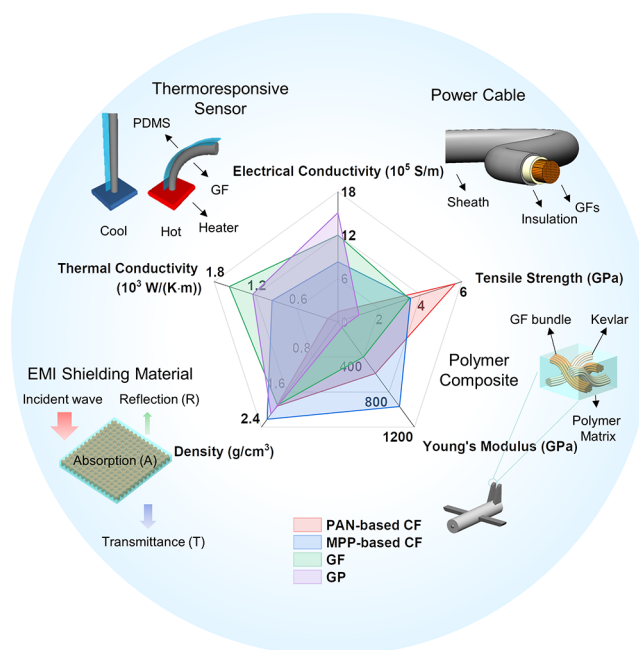 Thermoresponsive
Sensor
PDMS
GF
Heater
Cool
Hot
Power Cable
Sheath
Insulation
GFs
Electrical Conductivity (10⁵ S/m)
18
12
6
Thermal Conductivity
(10³ W/(K·m))
1.8
1.2
0.6
Tensile Strength (GPa)
6
4
2
0
0.8
1.6
2.4
Density (g/cm³)
400
800
1200
Young's Modulus (GPa)
Polymer
Composite
GF bundle
Kevlar
Polymer
Matrix
EMI Shielding Material
Incident wave
Reflection (R)
Absorption (A)
Transmittance (T)
PAN-based CF
MPP-based CF
GF
GP